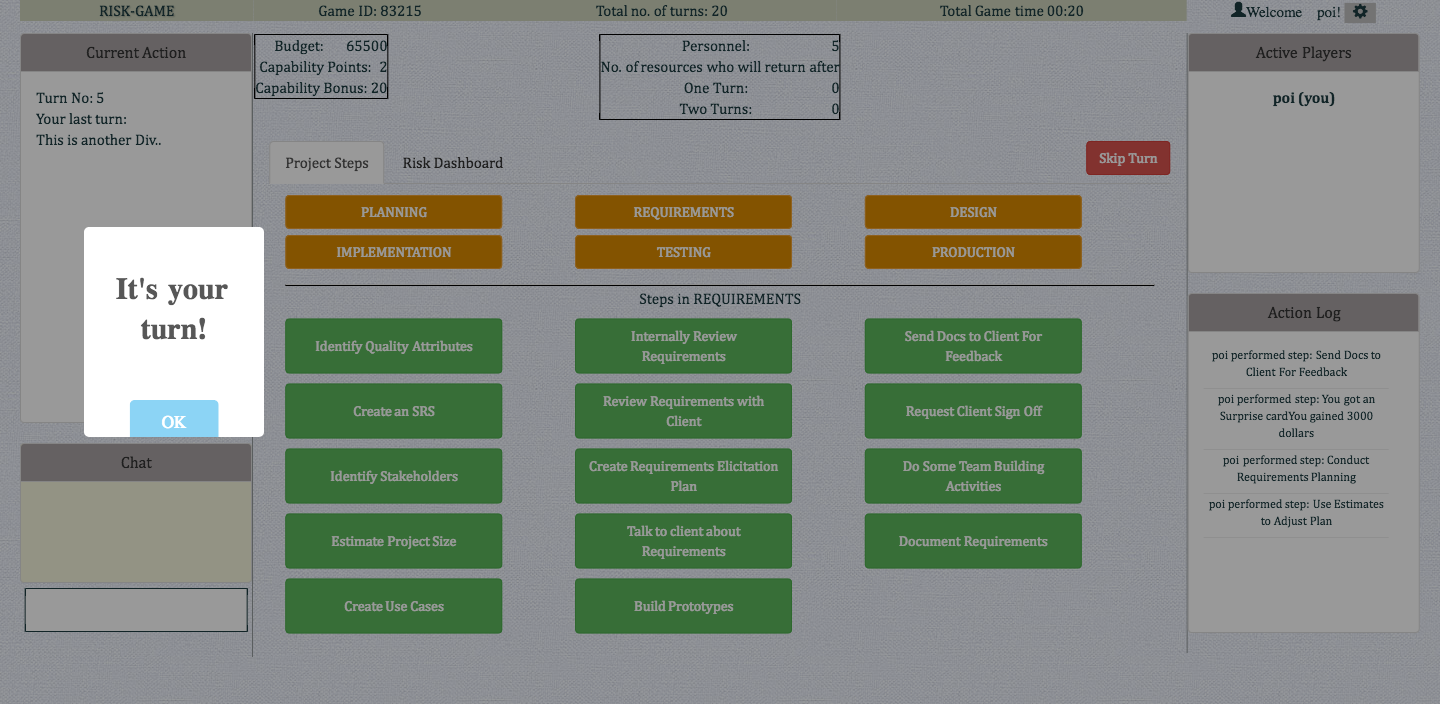 RISK-GAME Game ID: 83215 Total no. of turns: 20 Total Game time 00:20 Welcome poi!
Current Action
Turn No: 5
Your last turn:
This is another Div..
Budget: 65500
Capability Points: 2
Capability Bonus: 20
Personnel: 5
No. of resources who will return after
One Turn: 0
Two Turns: 0
Active Players
poi (you)
Project Steps Risk Dashboard Skip Turn
PLANNING REQUIREMENTS DESIGN
IMPLEMENTATION TESTING PRODUCTION
Steps in REQUIREMENTS
Identify Quality Attributes
Internally Review
Requirements
Send Docs to Client For
Feedback
Create an SRS
Review Requirements with
Client
Request Client Sign Off
Identify Stakeholders
Create Requirements Elicitation
Plan
Do Some Team Building
Activities
Estimate Project Size
Talk to client about
Requirements
Document Requirements
Create Use Cases
Build Prototypes
It's your
turn!
OK
Chat
Action Log
poi performed step: Send Docs to
Client For Feedback
poi performed step: You got an
Surprise cardYou gained 3000
dollars
poi performed step: Conduct
Requirements Planning
poi performed step: Use Estimates
to Adjust Plan